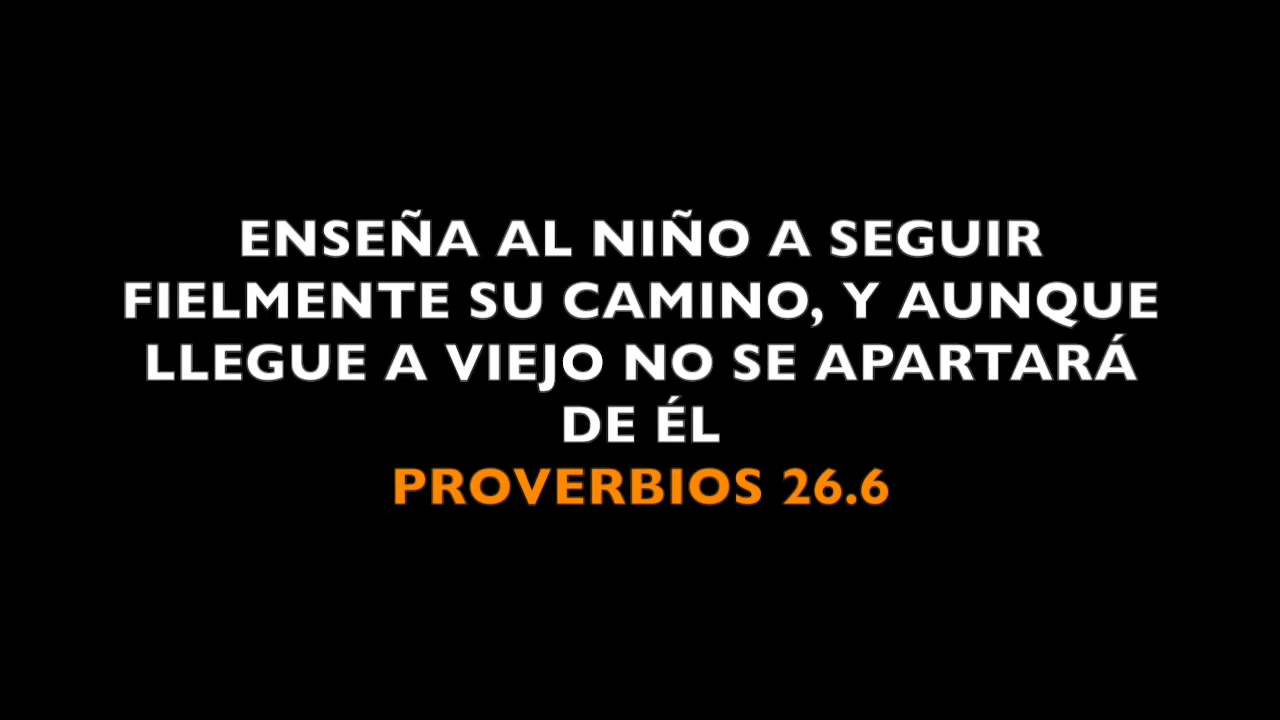 ENSEÑA AL NIÑO A SEGUIR
FIELMENTE SU CAMINO, Y AUNQUE
LLEGUE A VIEJO NO SE APARTARÁ
DE ÉL
PROVERBIOS 26.6